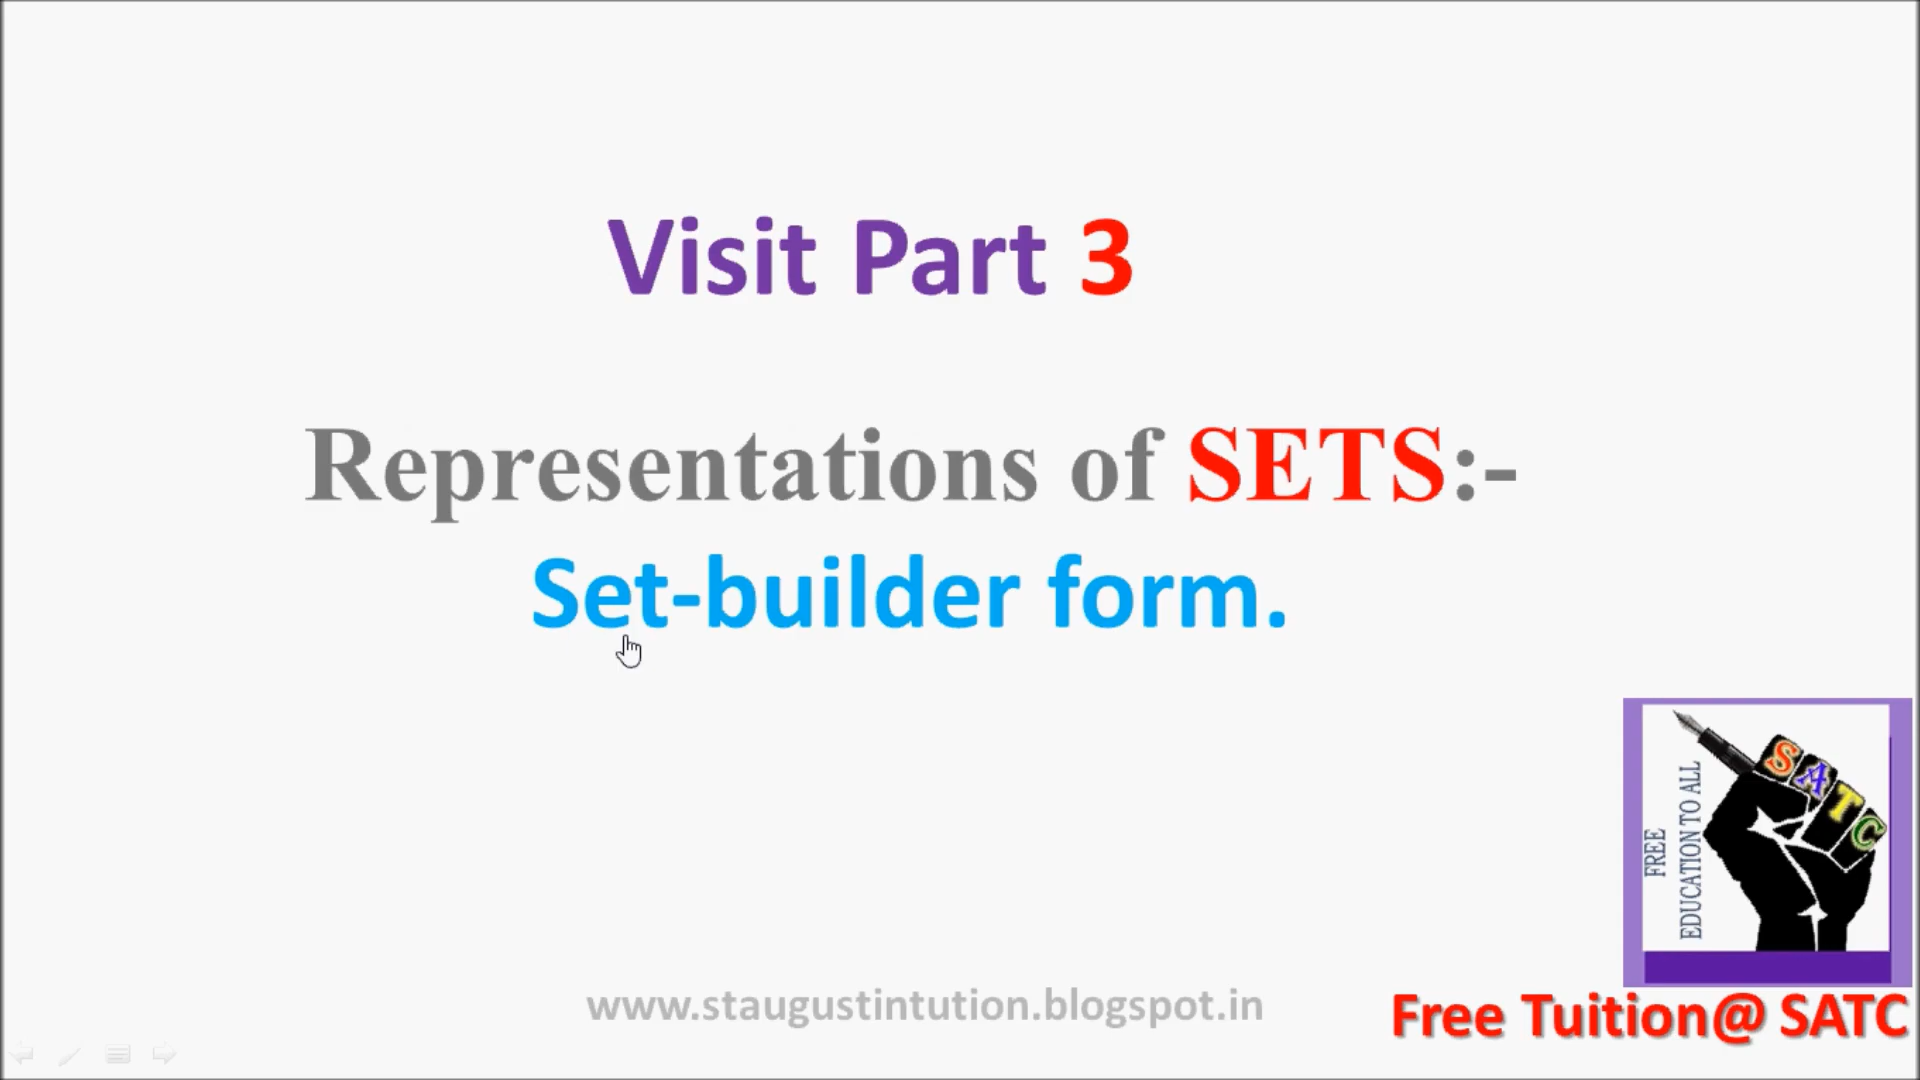 Visit Part 3
Representations of SETS:-
Set-builder form.
FREE
EDUCATION TO ALL
SATC
www.staugustintution.blogspot.in
Free Tuition@ SATC